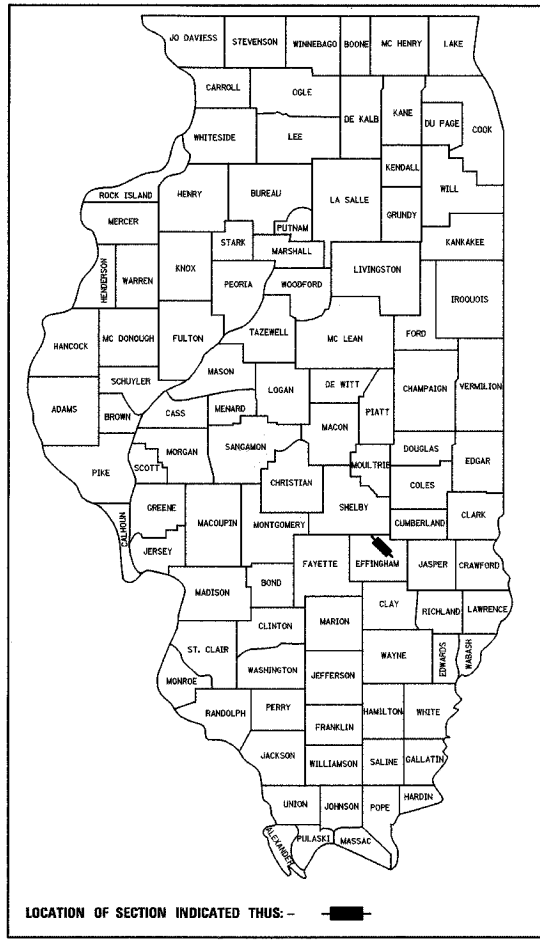 JO DAVIESS STEVENSON WINNEBAGO BOONE MC HENRY LAKE
CARROLL OGLE DE KALB KANE DU PAGE COOK
WHITESIDE LEE KENDALL WILL
ROCK ISLAND HENRY BUREAU LA SALLE GRUNDY
MERCER PUTNAM
STARK MARSHALL KANKAKEE
HENDERSON WARREN KNOX PEORIA WOODFORD LIVINGSTON IROQUOIS
TAZEWELL FORD
HANCOCK MC DONOUGH FULTON MC LEAN
MASON
SCHUYLER LOGAN DE WITT CHAMPAIGN VERMILION
ADAMS BROWN CASS MENARD PIATT
MACON
MORGAN SANGAMON DOUGLAS EDGAR
PIKE SCOTT MOULTRIE COLES
CHRISTIAN
GREENE SHELBY CLARK
CALHOUN MACOUPIN MONTGOMERY CUMBERLAND
JERSEY FAYETTE EFFINGHAM JASPER CRAWFORD
MADISON BOND CLAY
RICHLAND LAWRENCE
CLINTON MARION
ST. CLAIR WAYNE EDWARDS WABASH
WASHINGTON JEFFERSON
MONROE
RANDOLPH PERRY HAMILTON WHITE
FRANKLIN
JACKSON WILLIAMSON SALINE GALLATIN
UNION JOHNSON POPE HARDIN
ALEXANDER PULASKI MASSAC
LOCATION OF SECTION INDICATED THUS: -